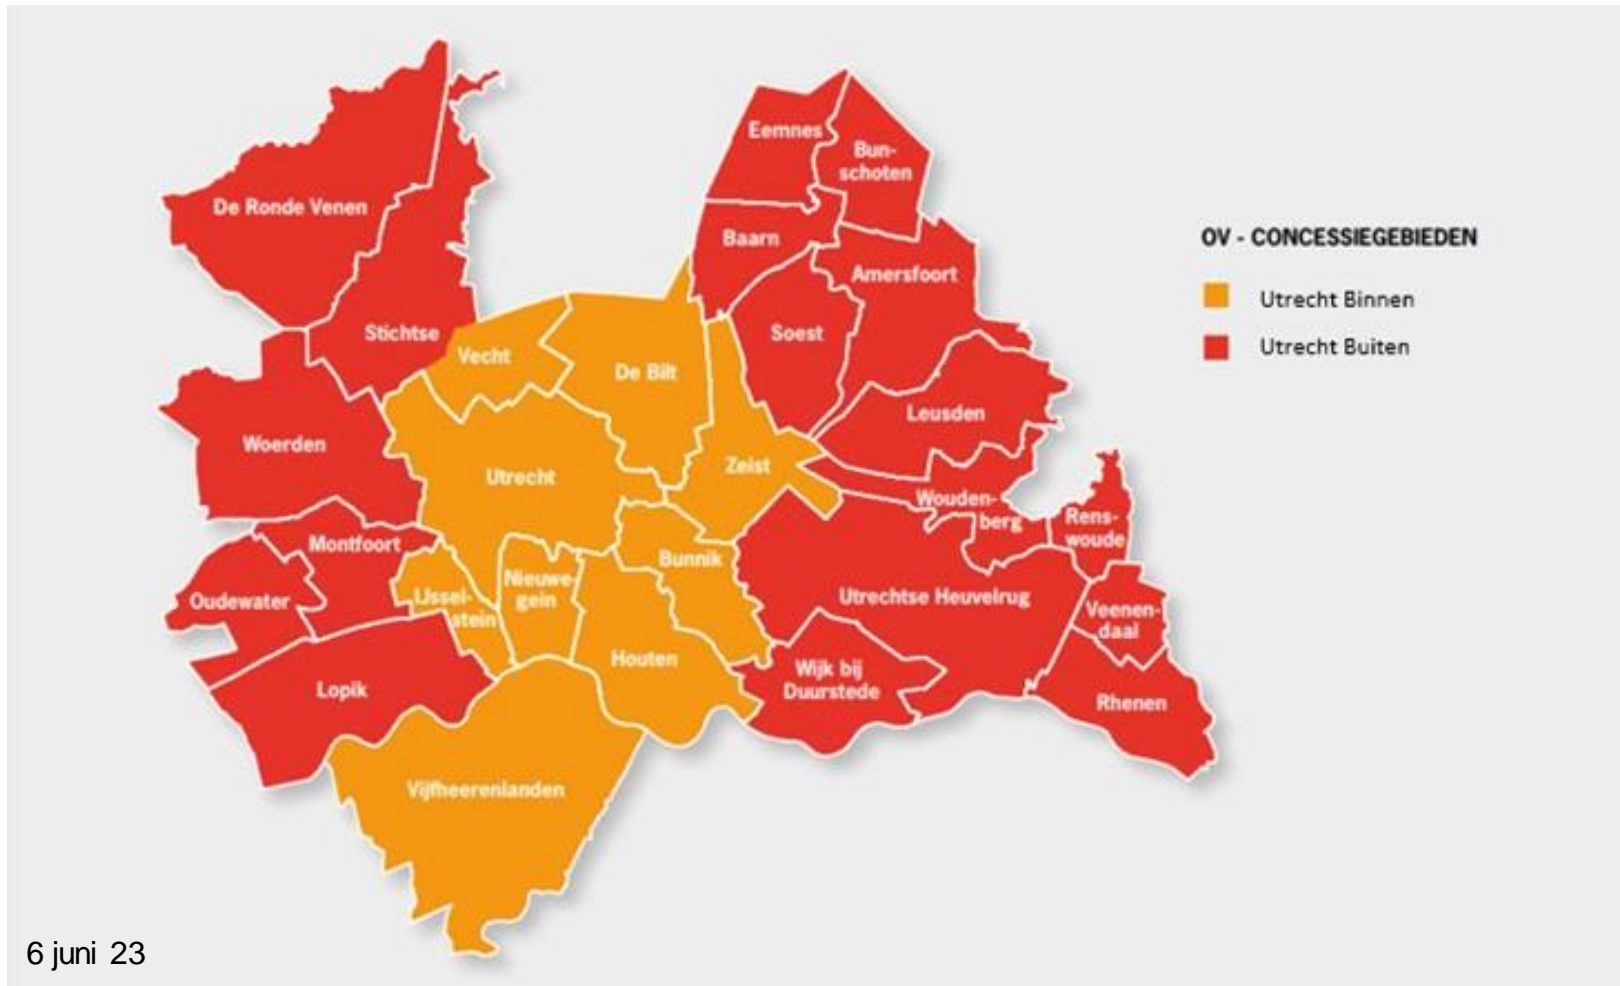 Eemnes
Bun-
schoten
De Ronde Venen
Baarn
Amersfoort
Stichtse
Vecht
Soest
De Bilt
Leusden
Woerden
Utrecht
Zeist
Wouden-
berg
Rens-
woude
Montfoort
Bunnik
Oudewater
IJssel-
stein
Nieuwe-
gein
Utrechtse Heuvelrug
Veenen-
daal
Houten
Wijk bij
Duurstede
Lopik
Rhenen
Vijfheerenlanden
OV - CONCESSIEGEBIEDEN
Utrecht Binnen
Utrecht Buiten
6 juni 23